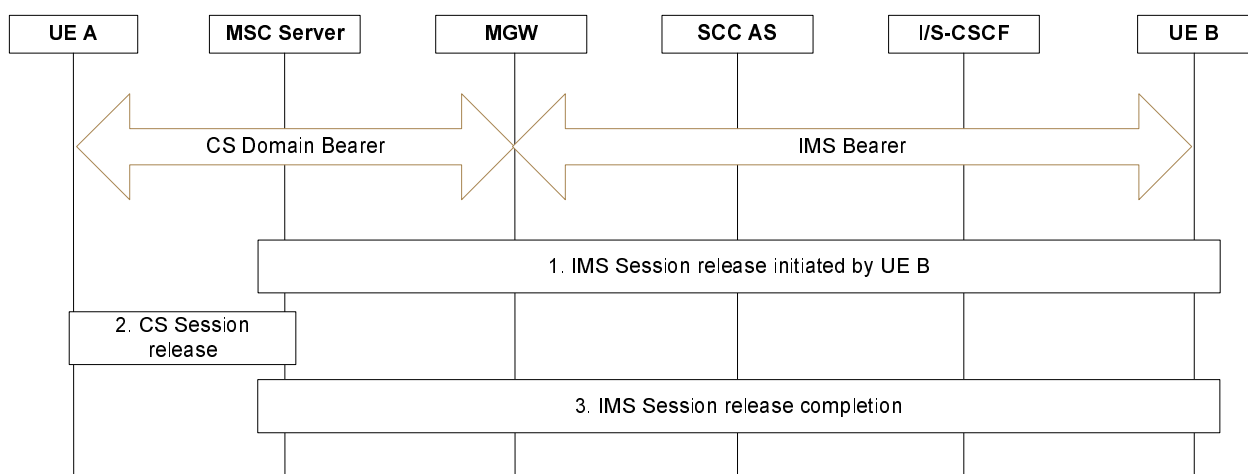 UE A
MSC Server
MGW
SCC AS
I/S-CSCF
UE B
CS Domain Bearer
IMS Bearer
1. IMS Session release initiated by UE B
2. CS Session
release
3. IMS Session release completion